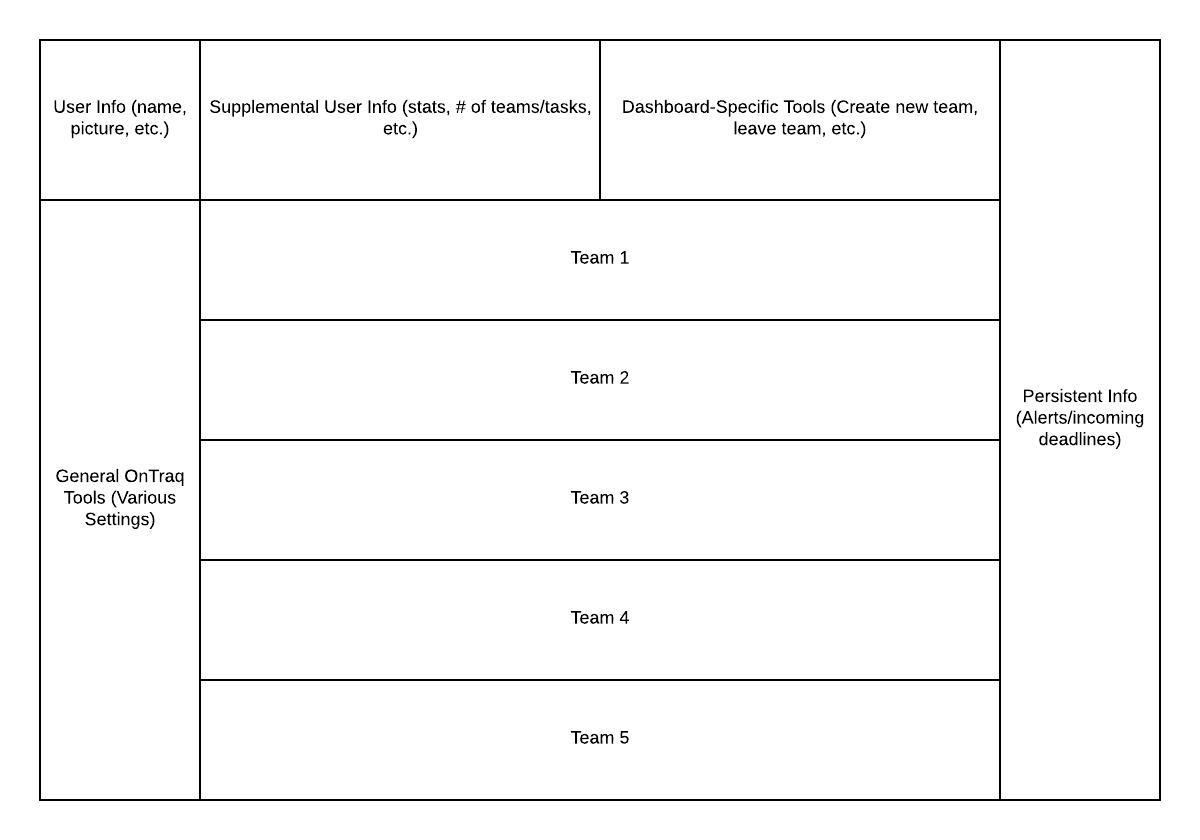 User Info (name,
picture, etc.)
Supplemental User Info (stats, # of teams/tasks,
etc.)
Dashboard-Specific Tools (Create new team,
leave team, etc.)
Team 1
Team 2
Team 3
Team 4
Team 5
General OnTraq
Tools (Various
Settings)
Persistent Info
(Alerts/incoming
deadlines)